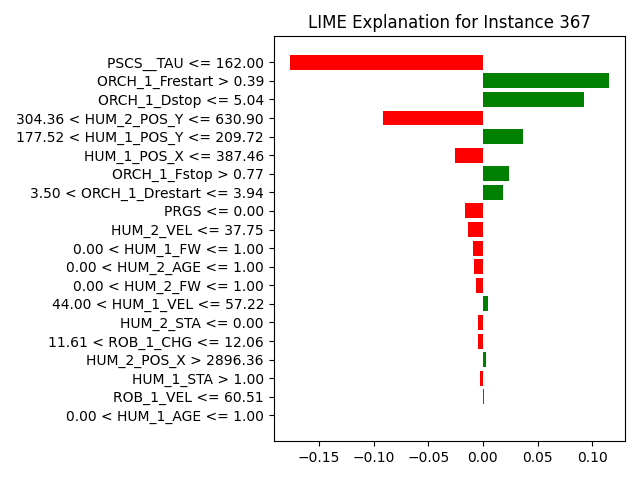 LIME Explanation for Instance 367
PSCS__TAU <= 162.00
ORCH_1_Frestart > 0.39
ORCH_1_Dstop <= 5.04
304.36 < HUM_2_POS_Y <= 630.90
177.52 < HUM_1_POS_Y <= 209.72
HUM_1_POS_X <= 387.46
ORCH_1_Fstop > 0.77
3.50 < ORCH_1_Drestart <= 3.94
PRGS <= 0.00
HUM_2_VEL <= 37.75
0.00 < HUM_1_FW <= 1.00
0.00 < HUM_2_AGE <= 1.00
0.00 < HUM_2_FW <= 1.00
44.00 < HUM_1_VEL <= 57.22
HUM_2_STA <= 0.00
11.61 < ROB_1_CHG <= 12.06
HUM_2_POS_X > 2896.36
HUM_1_STA > 1.00
ROB_1_VEL <= 60.51
0.00 < HUM_1_AGE <= 1.00
−0.15 −0.10 −0.05 0.00 0.05 0.10